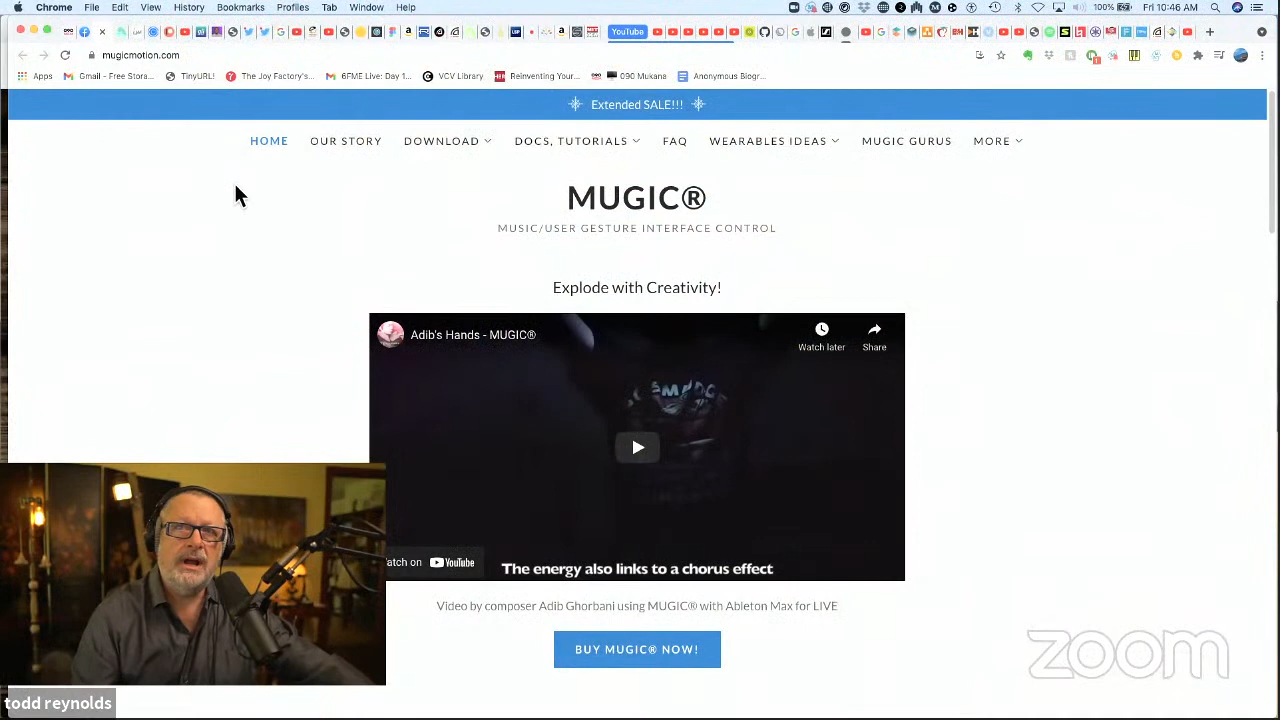 Chrome File Edit View History Bookmarks Profiles Tab Window Help
100% Fri 10:46 AM
YouTube
mugicmotion.com
Apps Gmail - Free Stora... TinyURL! The Joy Factory's... 6FME Live: Day 1... VCV Library Reinventing Your... 090 Mukana Anonymous Biogr...
Extended SALE!!!
HOME OUR STORY DOWNLOAD DOCS, TUTORIALS FAQ WEARABLES IDEAS MUGIC GURUS MORE
MUGIC®
MUSIC/USER GESTURE INTERFACE CONTROL
Explode with Creativity!
Adib's Hands - MUGIC®
Watch later Share
atch on YouTube
The energy also links to a chorus effect
Video by composer Adib Ghorbani using MUGIC® with Ableton Max for LIVE
BUY MUGIC® NOW!
zoom
todd reynolds